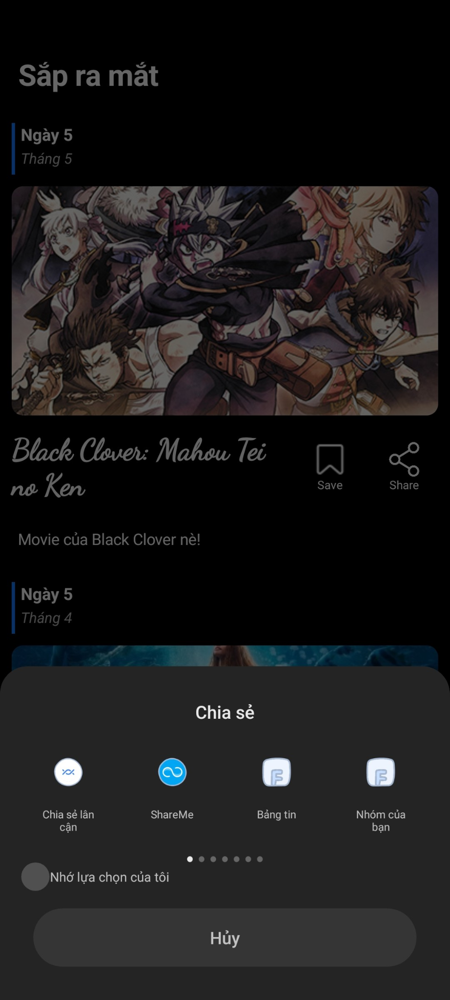 Sắp ra mắt
Ngày 5
Tháng 5
Black Clover: Mahou Tei
no Ken
Save
Share
Movie của Black Clover nè!
Ngày 5
Tháng 4
Chia sẻ
Chia sẻ lân
cận
ShareMe
Bảng tin
Nhóm của
bạn
Nhớ lựa chọn của tôi
Hủy